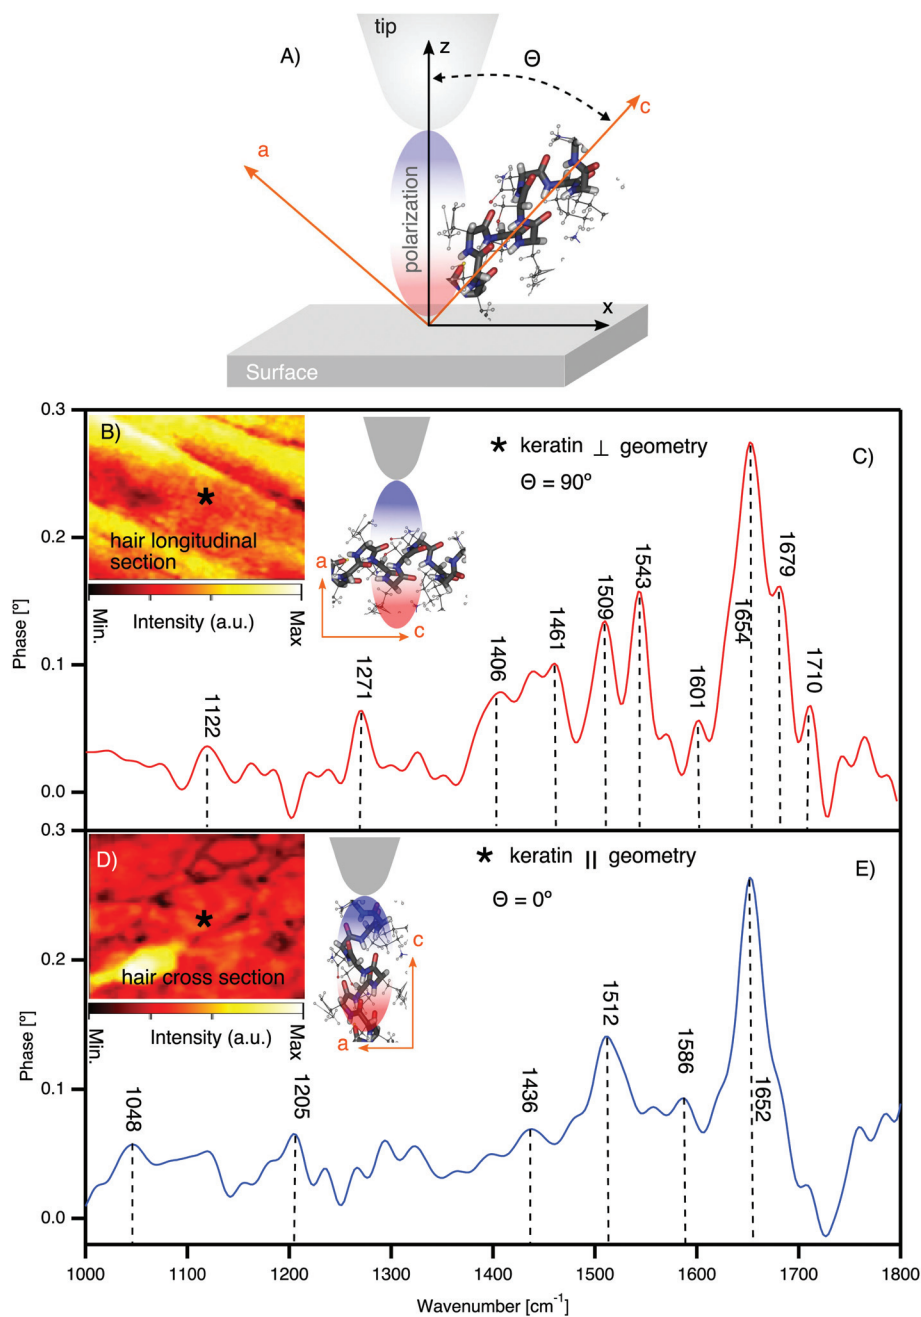 tip
A)
z
Θ
c
a
polarization
x
Surface
0.3
B)
hair longitudinal
section
Min.
Intensity (a.u.)
Max
a
c
* keratin ⊥ geometry
Θ = 90º
C)
0.2
0.1
0.0
Phase [º]
1122
1271
1406
1461
1509
1543
1601
1654
1679
1710
0.3
D)
hair cross section
Min.
Intensity (a.u.)
Max
c
a
* keratin || geometry
Θ = 0º
E)
0.2
0.1
0.0
Phase [º]
1048
1205
1436
1512
1586
1652
1000 1100 1200 1300 1400 1500 1600 1700 1800
Wavenumber [cm⁻¹]